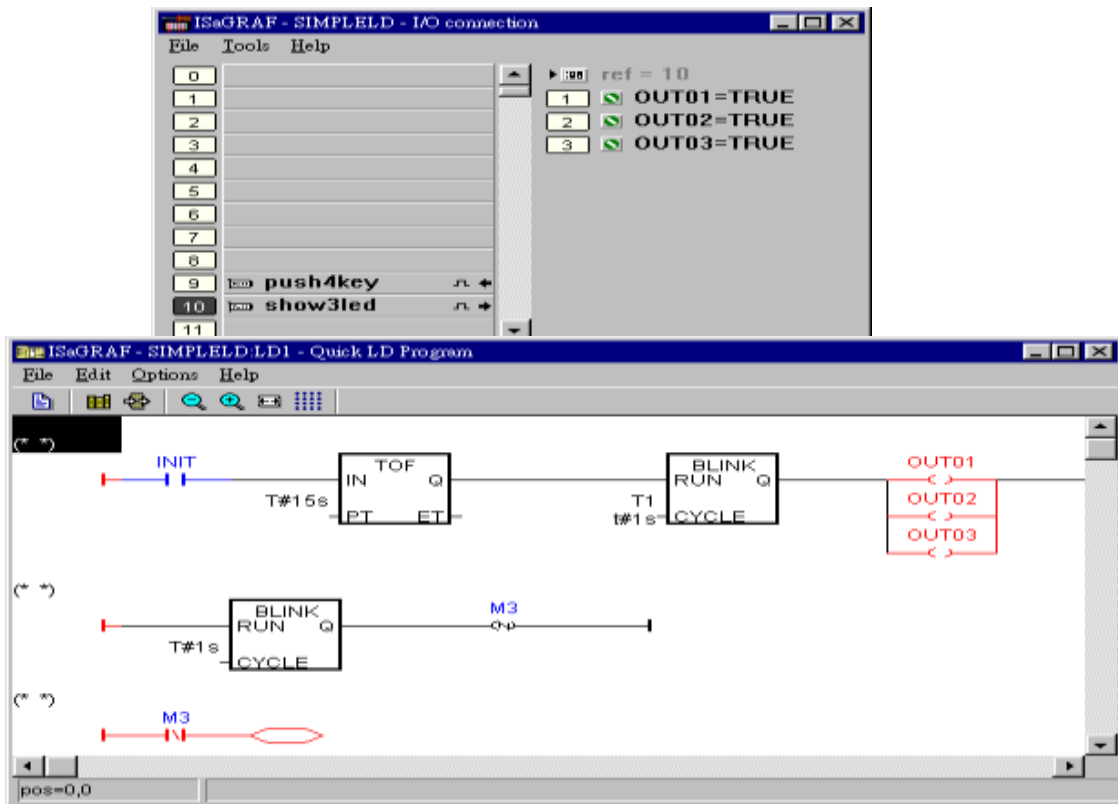 ISaGRAF - SIMPLELD - I/O connection
File Tools Help
0
1
2
3
4
5
6
7
8
9 push4key
10 show3led
11
ref = 10
1 OUT01=TRUE
2 OUT02=TRUE
3 OUT03=TRUE
ISaGRAF - SIMPLELD:LD1 - Quick LD Program
File Edit Options Help
(* *)
INIT
TOF
IN Q
T#15s
PT ET
BLINK
RUN Q
T1
t#1s
CYCLE
OUT01
OUT02
OUT03
(* *)
BLINK
RUN Q
T#1s
CYCLE
M3
(* *)
M3
pos=0,0